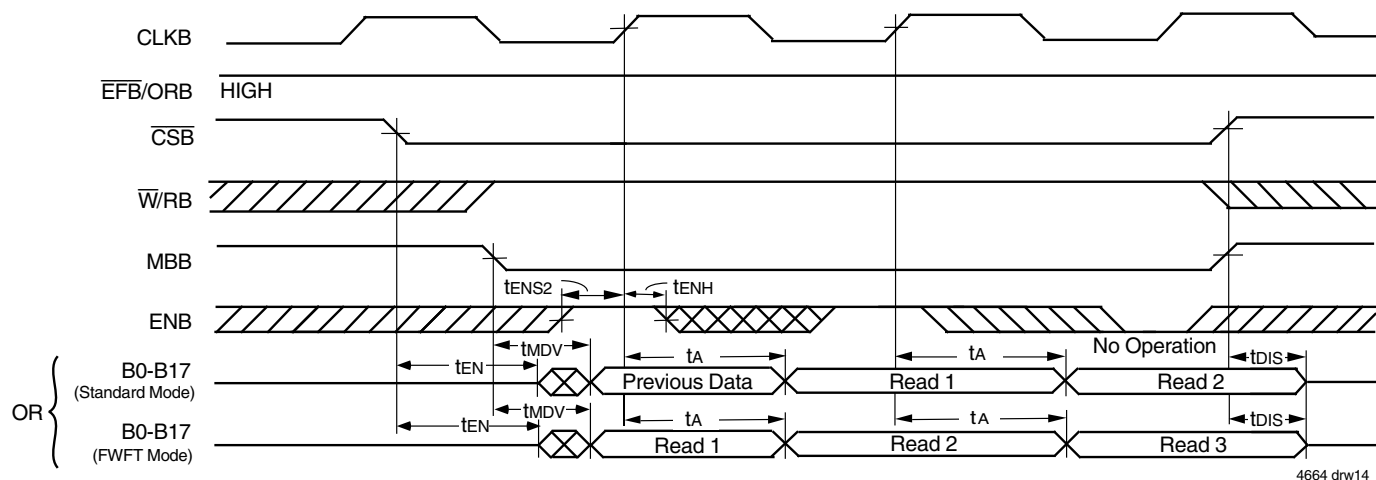 CLKB
EFB/ORB HIGH
CSB
W/RB
MBB
tENS2 tENH
ENB
No Operation
tMDV tA tA tDIS
tEN
B0-B17 Previous Data Read 1 Read 2
(Standard Mode)
OR
tMDV tA tA tDIS
tEN
B0-B17 Read 1 Read 2 Read 3
(FWFT Mode)
4664 drw14